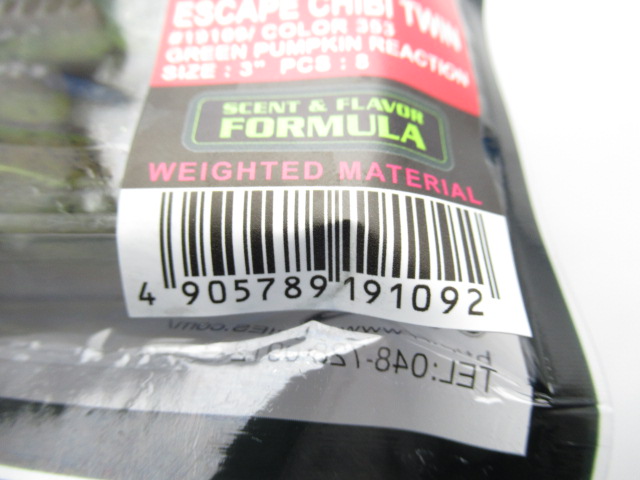 ESCAPE CHIBI TWIN
COLOR 353
GREEN PUMPKIN REACTION
SIZE : 3" PCS : 8
SCENT & FLAVOR
FORMULA
WEIGHTED MATERIAL
4 905789 191092
TEL:048-728-